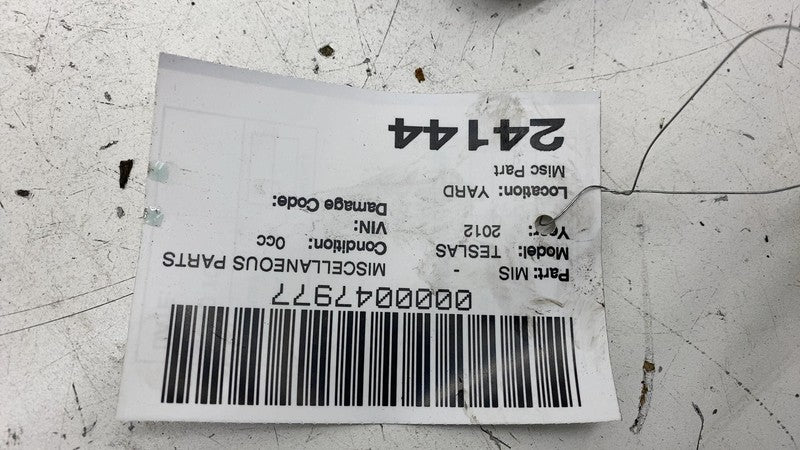 0000047977
Part: MIS - MISCELLANEOUS PARTS
Model: TESLAS Condition: 0cc
Year: 2012 VIN:
Damage Code:
Location: YARD
Misc Part
24144